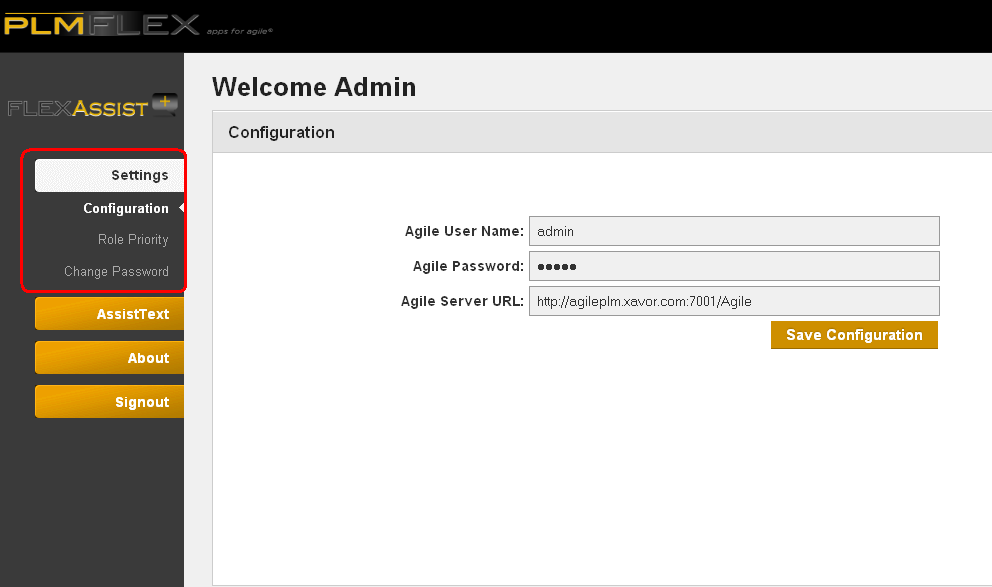 PLMFLEX apps for agile®
FLEXASSIST +
Welcome Admin
Configuration
Settings
Configuration
Role Priority
Change Password
AssistText
About
Signout
Agile User Name: admin
Agile Password: •••••
Agile Server URL: http://agileplm.xavor.com:7001/Agile
Save Configuration